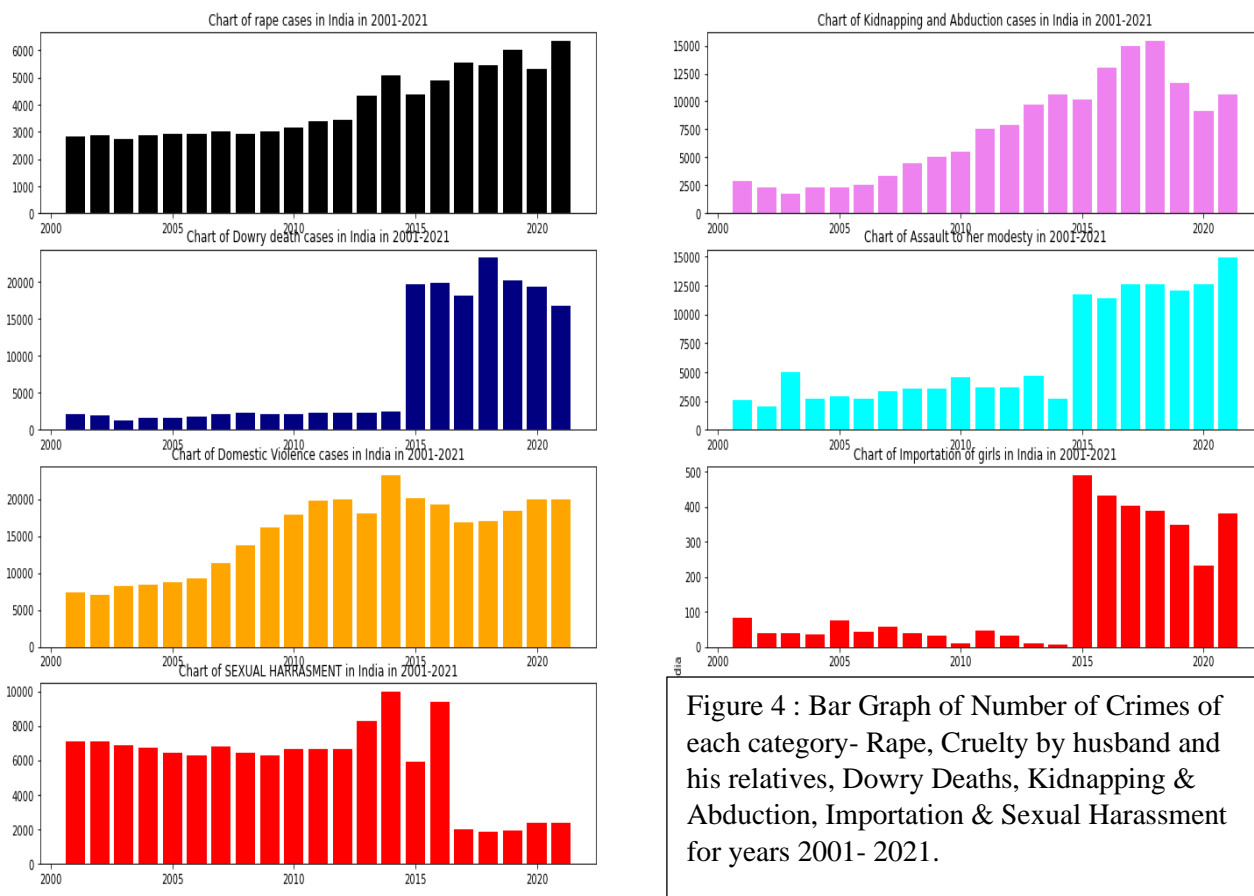 Chart of rape cases in India in 2001-2021
6000
5000
4000
3000
2000
1000
0
2000 2005 2010 2015 2020
Chart of Kidnapping and Abduction cases in India in 2001-2021
15000
12500
10000
7500
5000
2500
0
2000 2005 2010 2015 2020
Chart of Dowry death cases in India in 2001-2021
20000
15000
10000
5000
0
2000 2005 2010 2015 2020
Chart of Assault to her modesty in 2001-2021
15000
12500
10000
7500
5000
2500
0
2000 2005 2010 2015 2020
Chart of Domestic Violence cases in India in 2001-2021
20000
15000
10000
5000
0
2000 2005 2010 2015 2020
Chart of Importation of girls in India in 2001-2021
500
400
300
200
100
0
2000 2005 2010 2015 2020
Chart of SEXUAL HARRASMENT in India in 2001-2021
10000
8000
6000
4000
2000
0
2000 2005 2010 2015 2020
dia
Figure 4 : Bar Graph of Number of Crimes of
each category- Rape, Cruelty by husband and
his relatives, Dowry Deaths, Kidnapping &
Abduction, Importation & Sexual Harassment
for years 2001- 2021.